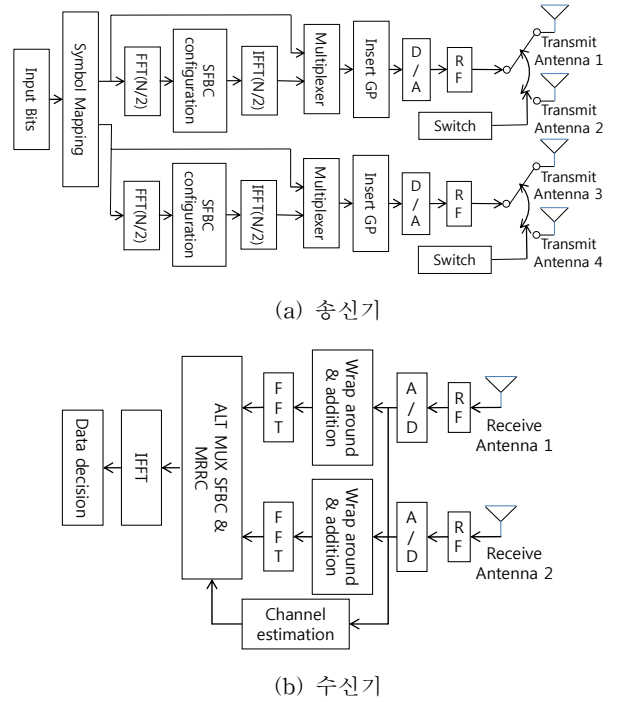 Input Bits
Symbol Mapping
FFT(N/2)
SFBC
configuration
IFFT(N/2)
Multiplexer
Insert GP
D
/
A
RF
Transmit
Antenna 1
Switch
Transmit
Antenna 2
FFT(N/2)
SFBC
configuration
IFFT(N/2)
Multiplexer
Insert GP
D
/
A
RF
Transmit
Antenna 3
Switch
Transmit
Antenna 4
(a) 송신기
Data decision
IFFT
ALT MUX SFBC &
MRRC
F
F
T
Wrap around
& addition
A
/
D
RF
Receive
Antenna 1
F
F
T
Wrap around
& addition
A
/
D
RF
Receive
Antenna 2
Channel
estimation
(b) 수신기